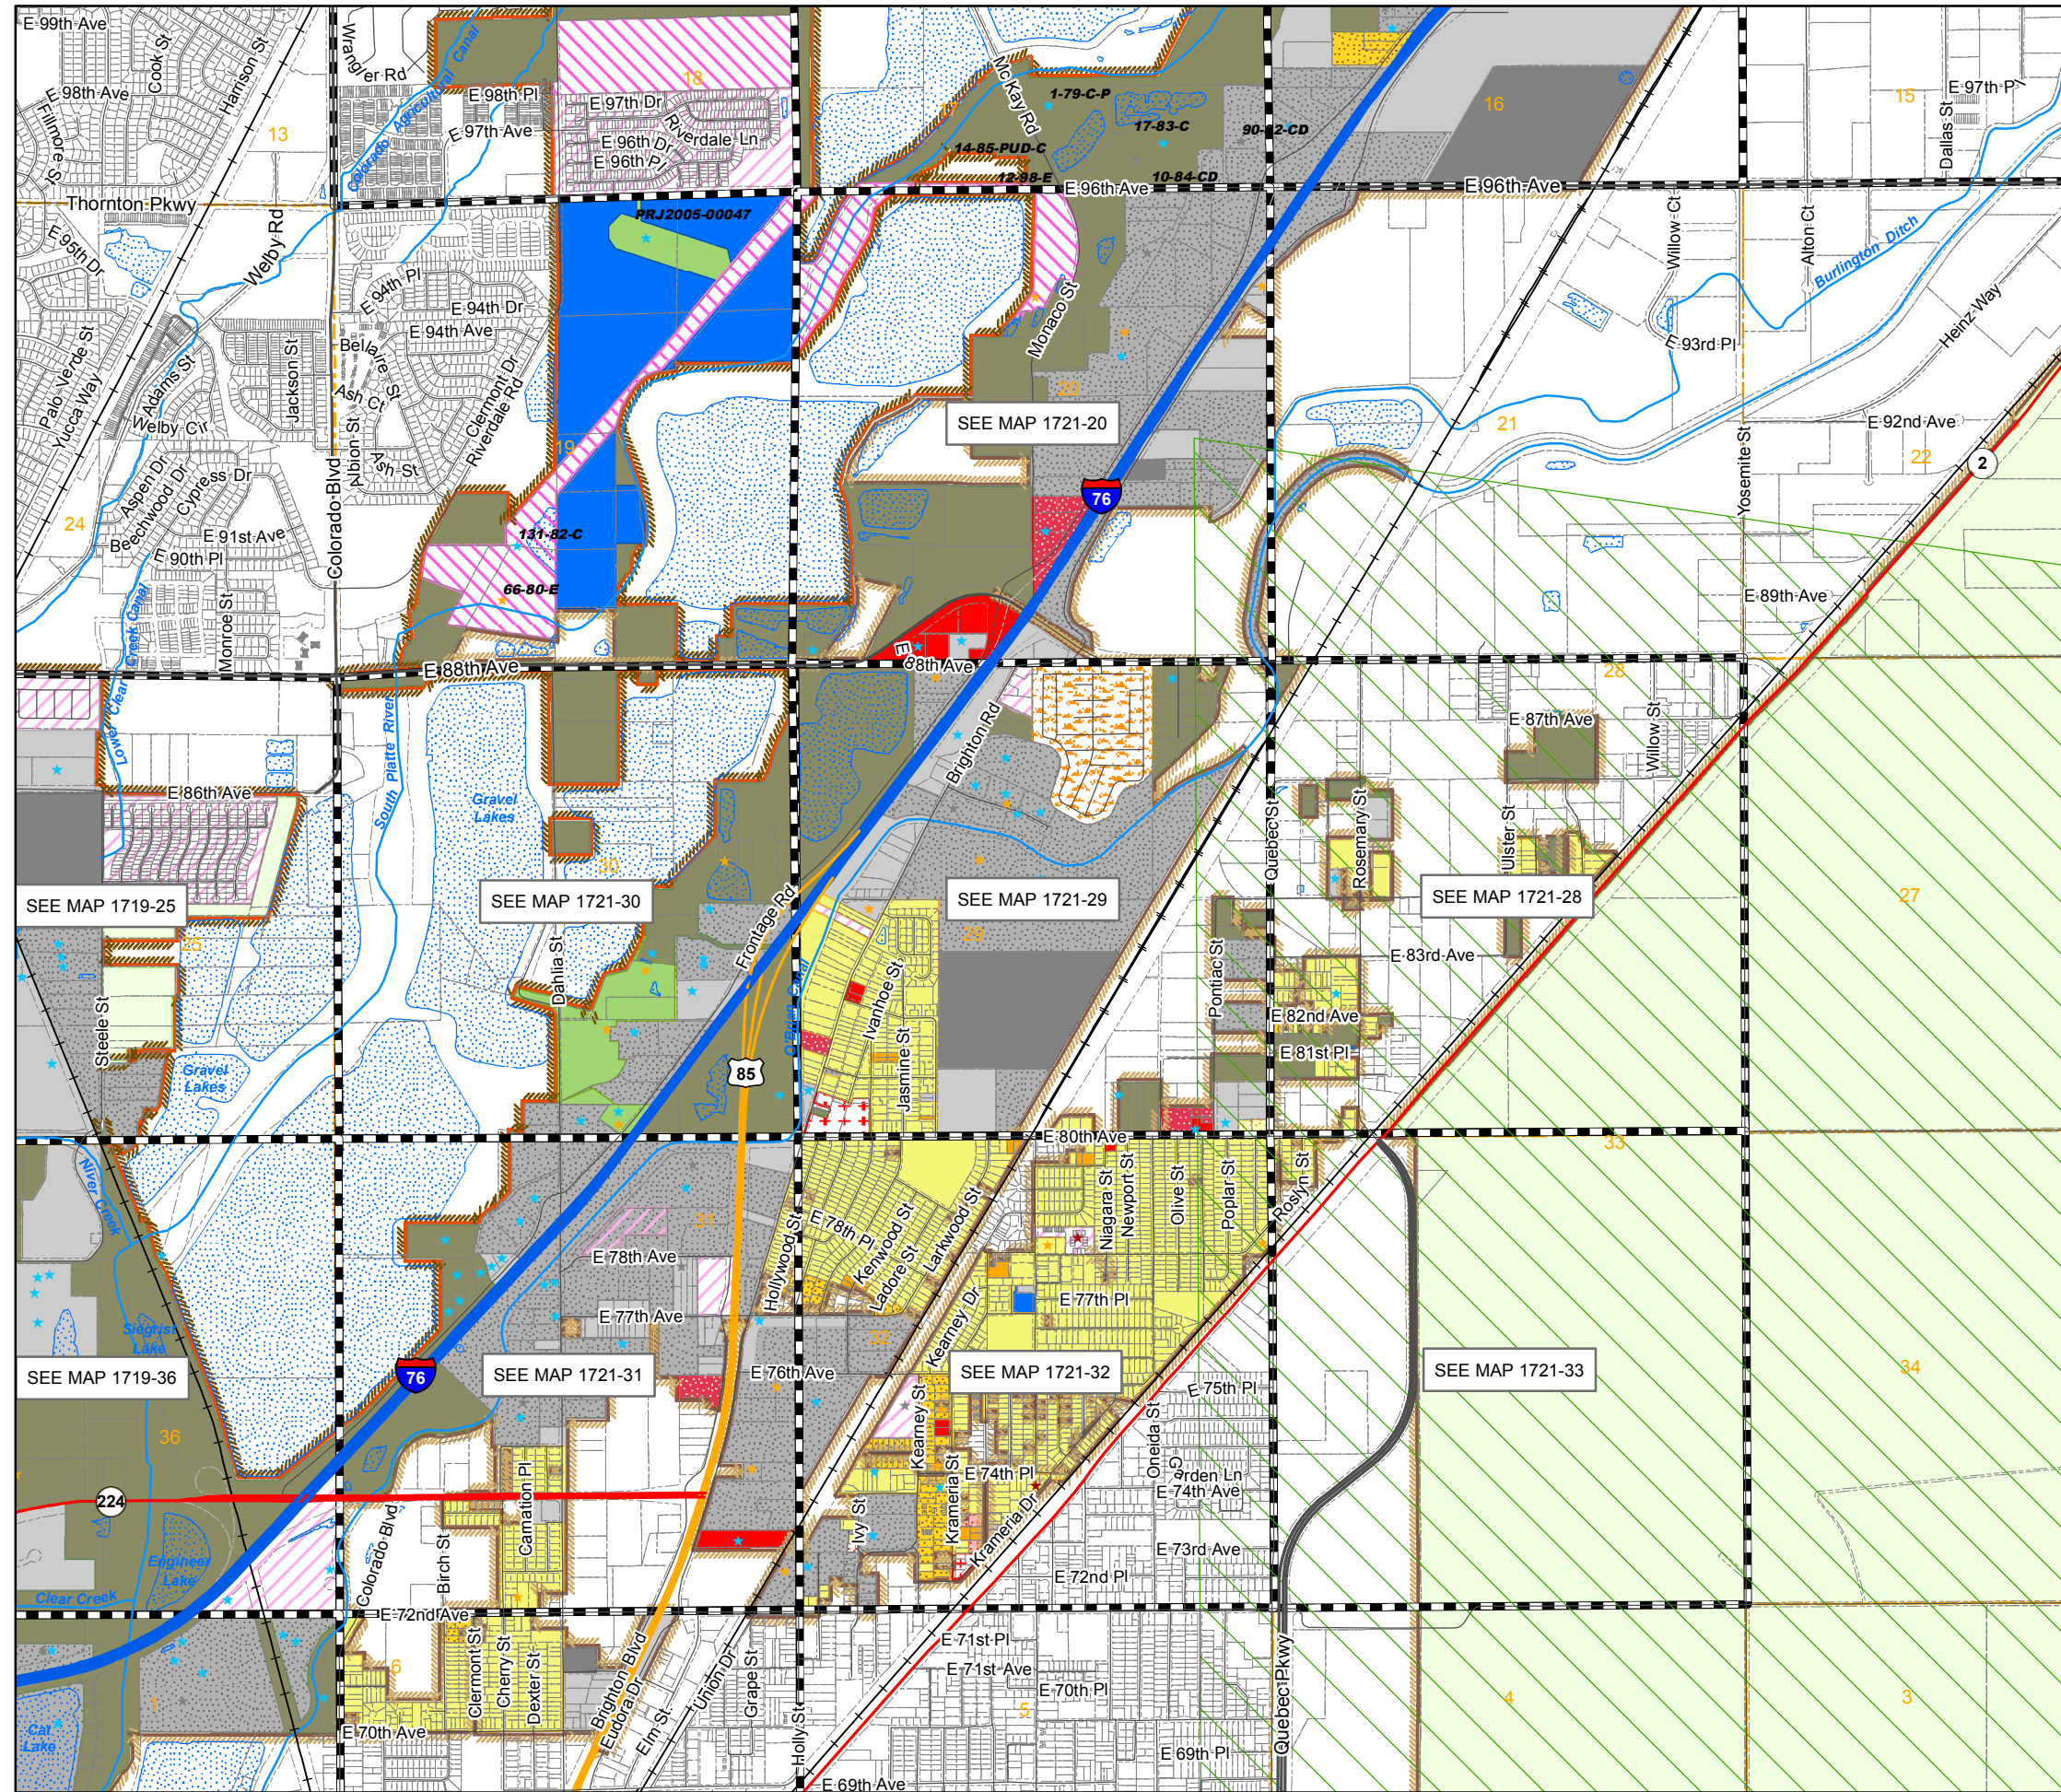 E 99th Ave
Cook St
Harrison St
Wrangler Rd
Colorado Agricultural Canal
18
Mc Kay Rd
1-79-C-P
16
15
E 97th P
Dallas St
E 98th Ave
Fillmore St
E 98th Pl
E 97th Ave
E 97th Dr
Riverdale Ln
E 96th Dr
E 96th Pl
17-83-C
13
14-85-PUD-C
12-98-E
10-84-CD
E 96th Ave
E 96th Ave
Thornton Pkwy
Welby Rd
PRJ2005-00047
E 95th Dr
Willow Ct
Alton Ct
Burlington Ditch
E 94th Pl
E 94th Dr
E 94th Ave
Monaco St
Heinz Way
E 93rd Pl
Palo Verde St
Yucca Way
Adams St
Welby Cir
Jackson St
Bellaire St
Ash Ct
Albion St
Ash St
Clermont Dr
Riverdale Rd
19
20
SEE MAP 1721-20
21
E 92nd Ave
22
2
76
Yosemite St
24
Aspen Dr
Beechwood Dr
Cypress Dr
E 91st Ave
E 90th Pl
Colorado Blvd
131-82-C
66-80-E
Monroe St
Lower Clear Creek Canal
E 89th Ave
E 88th Ave
E 88th Ave
28
South Platte River
Gravel Lakes
Brighton Rd
E 87th Ave
Willow St
E 86th Ave
30
Quebec St
Rosemary St
Ulster St
SEE MAP 1719-25
SEE MAP 1721-30
SEE MAP 1721-29
SEE MAP 1721-28
27
25
29
Frontage Rd
Dahlia St
O'Brian Canal
Ivanhoe St
Jasmine St
Pontiac St
E 83rd Ave
E 82nd Ave
E 81st Pl
Steele St
Gravel Lakes
85
E 80th Ave
33
Niver Creek
31
Hollywood St
E 78th Pl
Kenwood St
Ladore St
Larkwood St
Niagara St
Newport St
Olive St
Poplar St
Roslyn St
E 78th Ave
E 77th Ave
E 77th Pl
Siegrist Lake
32
Kearney Dr
SEE MAP 1719-36
76
SEE MAP 1721-31
E 76th Ave
SEE MAP 1721-32
SEE MAP 1721-33
34
E 75th Pl
36
Kearney St
Oneida St
Garden Ln
E 74th Ave
E 74th Pl
Krameria St
Krameria Dr
224
Carnation Pl
Ivy St
Colorado Blvd
Birch St
Engineer Lake
Clear Creek
E 73rd Ave
E 72nd Pl
E 72nd Ave
6
Clermont St
Cherry St
Dexter St
Brighton Blvd
Eudora Dr
Elm St
Union Dr
Grape St
Holly St
E 71st Pl
E 71st Ave
E 70th Pl
5
Quebec Pkwy
4
3
1
Cat Lake
E 70th Ave
E 69th Pl
E 69th Ave